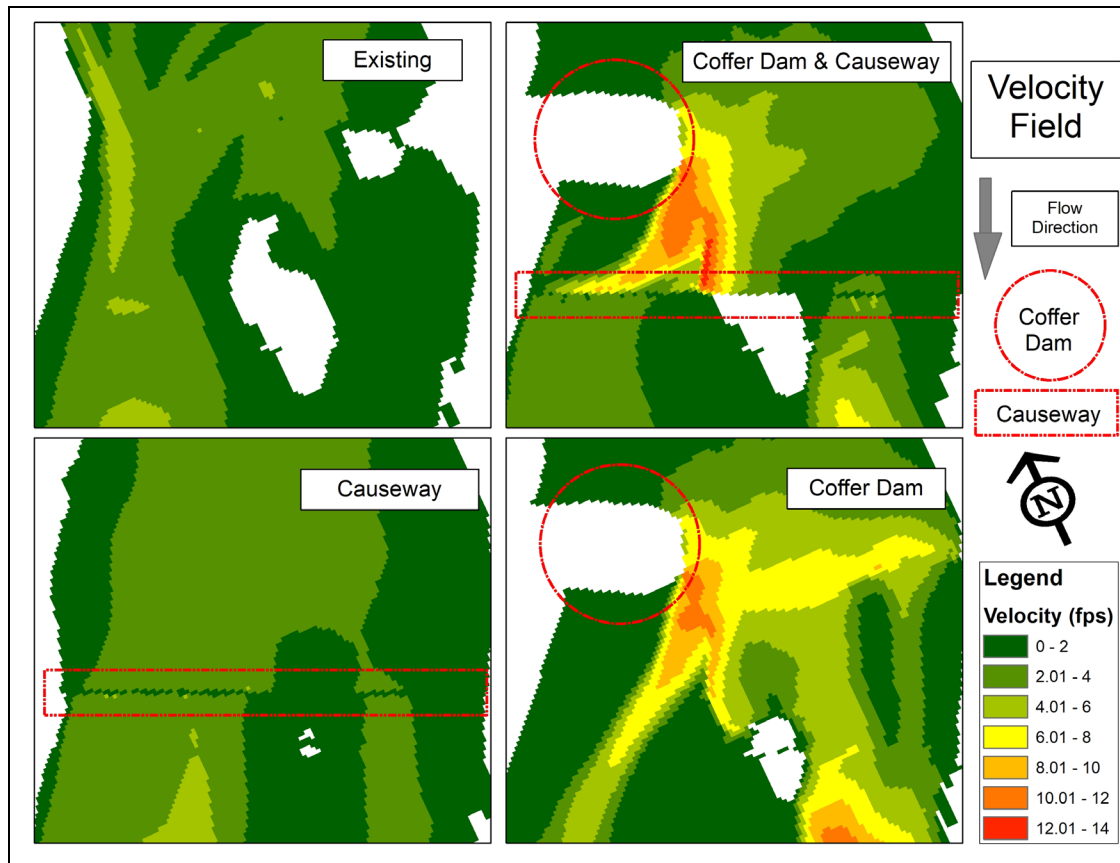 Existing
Coffer Dam & Causeway
Velocity
Field
Flow
Direction
Coffer
Dam
Causeway
N
Causeway
Coffer Dam
Legend
Velocity (fps)
0 - 2
2.01 - 4
4.01 - 6
6.01 - 8
8.01 - 10
10.01 - 12
12.01 - 14